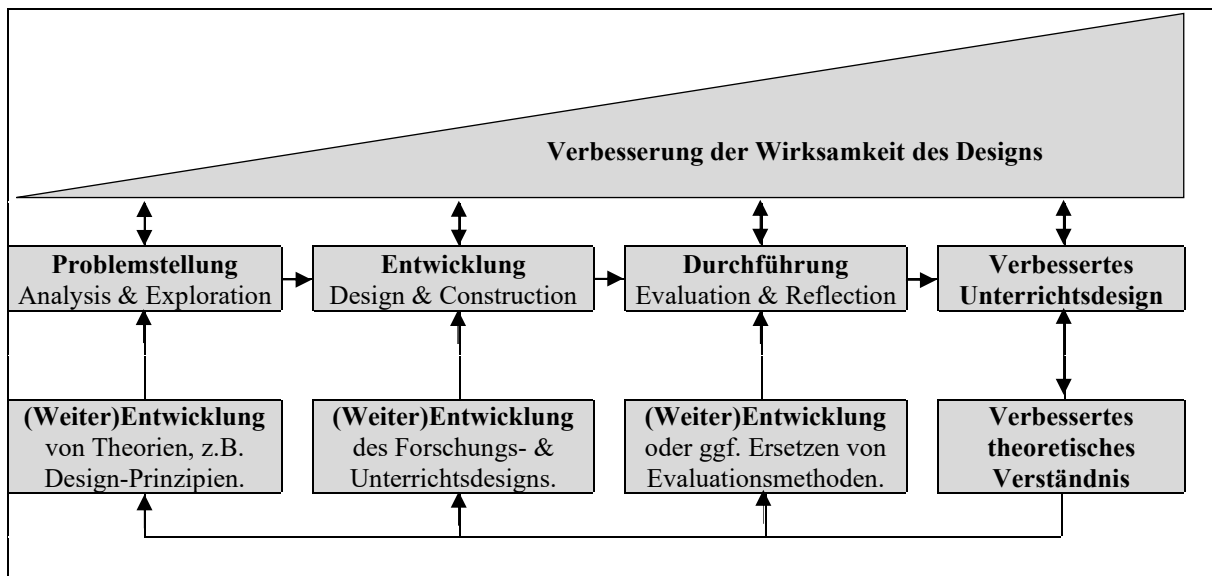 Verbesserung der Wirksamkeit des Designs
Problemstellung
Analysis & Exploration
Entwicklung
Design & Construction
Durchführung
Evaluation & Reflection
Verbessertes
Unterrichtsdesign
(Weiter)Entwicklung
von Theorien, z.B.
Design-Prinzipien.
(Weiter)Entwicklung
des Forschungs- &
Unterrichtsdesigns.
(Weiter)Entwicklung
oder ggf. Ersetzen von
Evaluationsmethoden.
Verbessertes
theoretisches
Verständnis